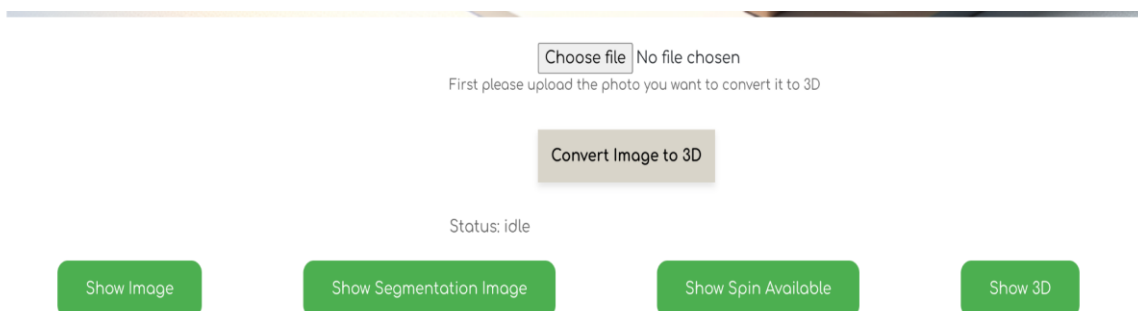 Choose file No file chosen
First please upload the photo you want to convert it to 3D
Convert Image to 3D
Status: idle
Show Image Show Segmentation Image Show Spin Available Show 3D